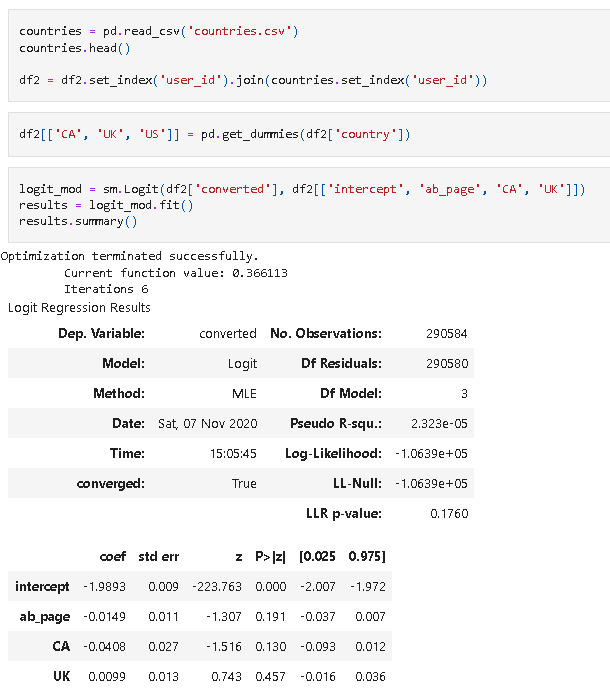 countries = pd.read_csv('countries.csv')
countries.head()
df2 = df2.set_index('user_id').join(countries.set_index('user_id'))
df2[['CA', 'UK', 'US']] = pd.get_dummies(df2['country'])
logit_mod = sm.Logit(df2['converted'], df2[['intercept', 'ab_page', 'CA', 'UK']])
results = logit_mod.fit()
results.summary()
Optimization terminated successfully.
Current function value: 0.366113
Iterations 6
Logit Regression Results
Dep. Variable: converted No. Observations: 290584
Model: Logit Df Residuals: 290580
Method: MLE Df Model: 3
Date: Sat, 07 Nov 2020 Pseudo R-squ.: 2.323e-05
Time: 15:05:45 Log-Likelihood: -1.0639e+05
converged: True LL-Null: -1.0639e+05
LLR p-value: 0.1760
coef std err z P>|z| [0.025 0.975]
intercept -1.9893 0.009 -223.763 0.000 -2.007 -1.972
ab_page -0.0149 0.011 -1.307 0.191 -0.037 0.007
CA -0.0408 0.027 -1.516 0.130 -0.093 0.012
UK 0.0099 0.013 0.743 0.457 -0.016 0.036